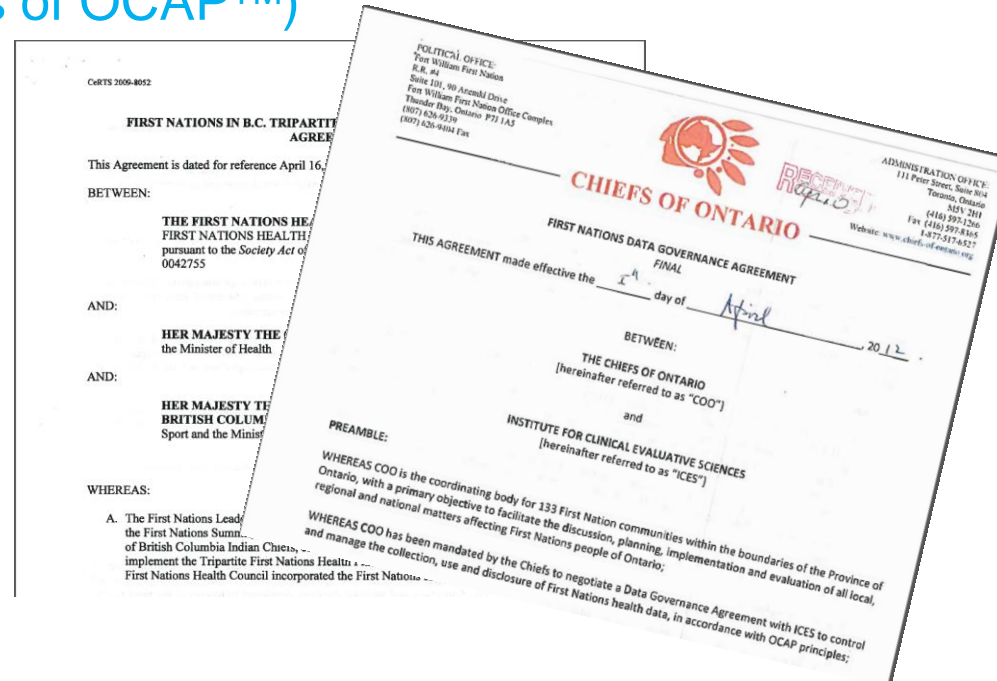 s of OCAP™)
CeRTS 2009-8052
FIRST NATIONS IN B.C. TRIPARTIT
AGREE
This Agreement is dated for reference April 16,
BETWEEN:
THE FIRST NATIONS HE
FIRST NATIONS HEALTH
pursuant to the Society Act o
0042755
AND:
HER MAJESTY THE
the Minister of Health
AND:
HER MAJESTY TH
BRITISH COLUM
Sport and the Minist
WHEREAS:
A. The First Nations Lead
the First Nations Summ
of British Columbia Indian Chiefs,
implement the Tripartite First Nations Health
First Nations Health Council incorporated the First Nations
POLITICAL OFFICE:
Fort William First Nation
R.R. #4
Suite 101, 90 Anemki Drive
Fort William First Nation Office Complex
Thunder Bay, Ontario P7J 1A5
(807) 626-9339
(807) 626-9404 Fax
ADMINISTRATION OFFICE:
111 Peter Street, Suite 804
Toronto, Ontario
M5V 2H1
(416) 597-1266
Fax (416) 597-8365
1-877-517-6527
Website: www.chiefs-of-ontario.org
CHIEFS OF ONTARIO
FIRST NATIONS DATA GOVERNANCE AGREEMENT
FINAL
THIS AGREEMENT made effective the day of April, 2012.
BETWEEN:
THE CHIEFS OF ONTARIO
[hereinafter referred to as "COO"]
and
INSTITUTE FOR CLINICAL EVALUATIVE SCIENCES
[hereinafter referred to as "ICES"]
PREAMBLE:
WHEREAS COO is the coordinating body for 133 First Nation communities within the boundaries of the Province of
Ontario, with a primary objective to facilitate the discussion, planning, implementation and evaluation of all local,
regional and national matters affecting First Nations people of Ontario;
WHEREAS COO has been mandated by the Chiefs to negotiate a Data Governance Agreement with ICES to control
and manage the collection, use and disclosure of First Nations health data, in accordance with OCAP principles;